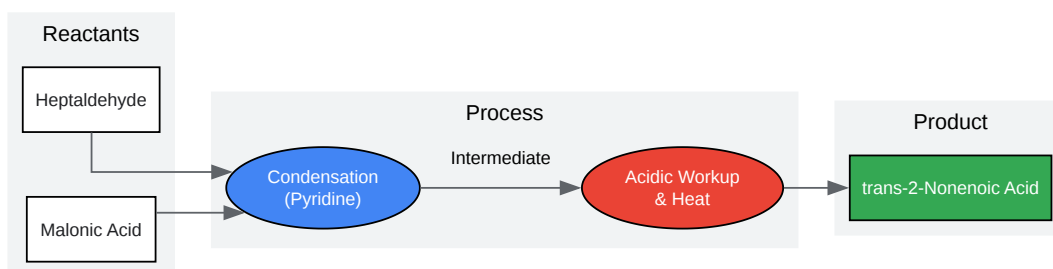 Reactants
Heptaldehyde
Malonic Acid
Process
Condensation
(Pyridine)
Intermediate
Acidic Workup
& Heat
Product
trans-2-Nonenoic Acid